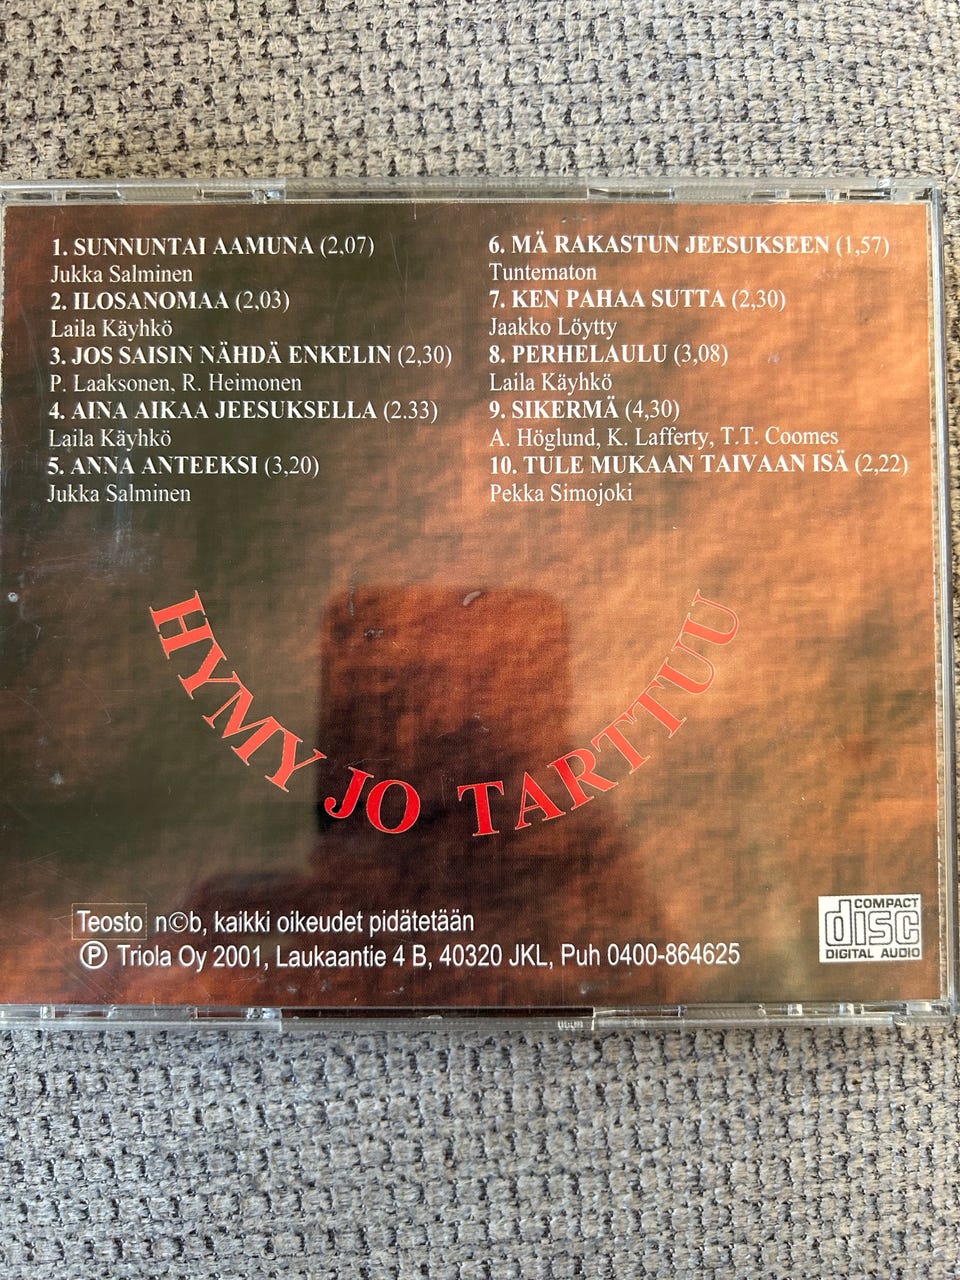 1. SUNNUNTAI AAMUNA (2.07)
Jukka Salminen
2. ILOSANOMAA (2,03)
Laila Käyhkö
3. JOS SAISIN NÄHDÄ ENKELIN (2,30)
P. Laaksonen, R. Heimonen
4. AINA AIKAA JEESUKSELLA (2.33)
Laila Käyhkö
5. ANNA ANTEEKSI (3,20)
Jukka Salminen
6. MÄ RAKASTUN JEESUKSEEN (1,57)
Tuntematon
7. KEN PAHAA SUTTA (2,30)
Jaakko Löytty
8. PERHELAULU (3,08)
Laila Käyhkö
9. SIKERMÄ (4,30)
A. Höglund, K. Lafferty, T.T. Coomes
10. TULE MUKAAN TAIVAAN ISÄ (2,22)
Pekka Simojoki
HYMY JO TARTTUU
Teosto n©b, kaikki oikeudet pidätetään
℗ Triola Oy 2001, Laukaantie 4 B, 40320 JKL, Puh 0400-864625
COMPACT
disc
DIGITAL AUDIO